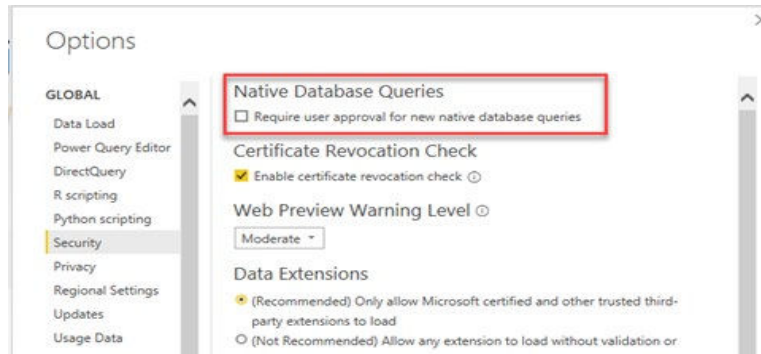 Options
GLOBAL
Data Load
Power Query Editor
DirectQuery
R scripting
Python scripting
Security
Privacy
Regional Settings
Updates
Usage Data
Native Database Queries
Require user approval for new native database queries
Certificate Revocation Check
Enable certificate revocation check
Web Preview Warning Level
Moderate
Data Extensions
(Recommended) Only allow Microsoft certified and other trusted third-
party extensions to load
(Not Recommended) Allow any extension to load without validation or